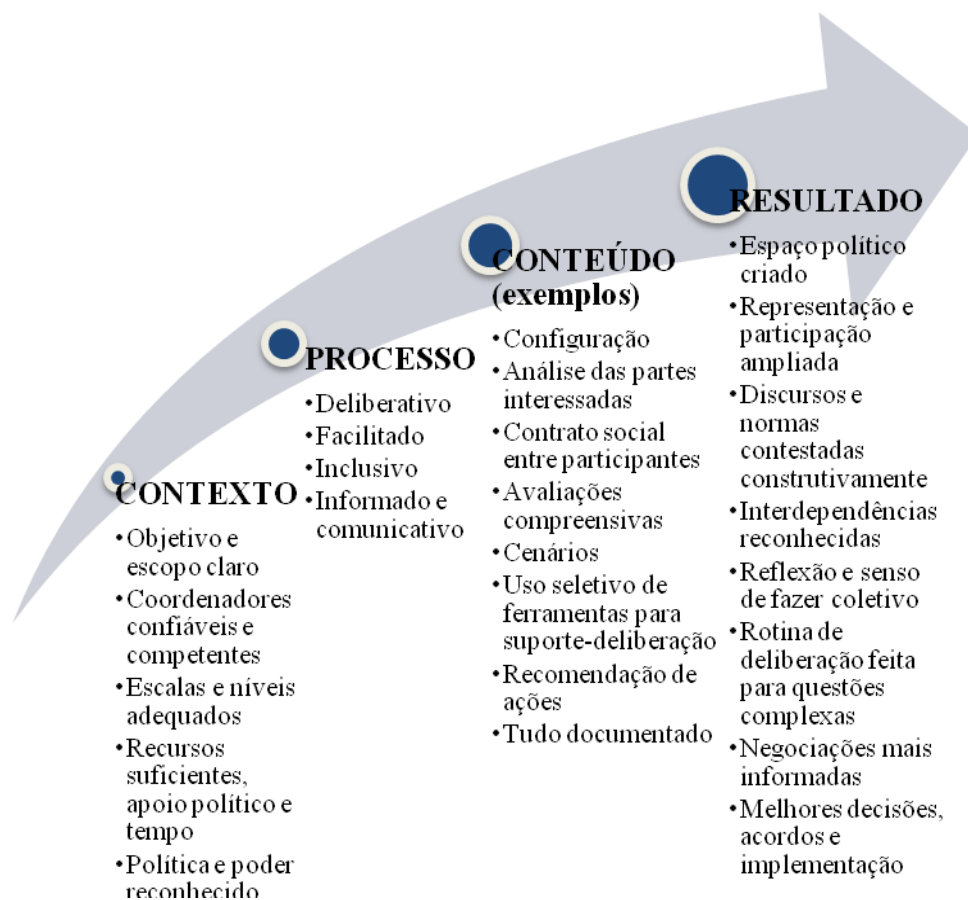 CONTEXTO
•Objetivo e
escopo claro
•Coordenadores
confiáveis e
competentes
•Escalas e níveis
adequados
•Recursos
suficientes,
apoio político e
tempo
•Política e poder
reconhecido
PROCESSO
•Deliberativo
•Facilitado
•Inclusivo
•Informado e
comunicativo
CONTEÚDO
(exemplos)
•Configuração
•Análise das partes
interessadas
•Contrato social
entre participantes
•Avaliações
compreensivas
•Cenários
•Uso seletivo de
ferramentas para
suporte-deliberação
•Recomendação de
ações
•Tudo documentado
RESULTADO
•Espaço político
criado
•Representação e
participação
ampliada
•Discursos e
normas
contestadas
construtivamente
•Interdependências
reconhecidas
•Reflexão e senso
de fazer coletivo
•Rotina de
deliberação feita
para questões
complexas
•Negociações mais
informadas
•Melhores decisões,
acordos e
implementação